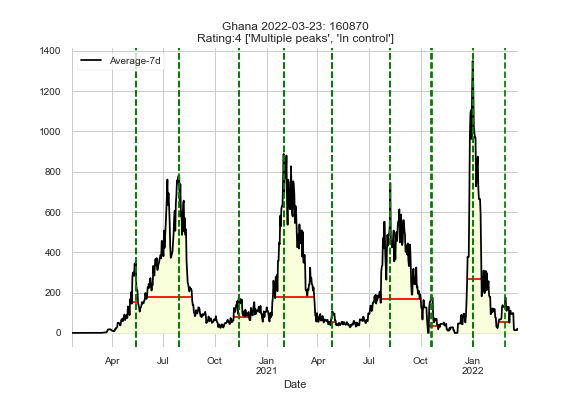 Ghana 2022-03-23: 160870
Rating:4 ['Multiple peaks', 'In control']
Average-7d
1400
1200
1000
800
600
400
200
0
Apr Jul Oct Jan Apr Jul Oct Jan
2021 2022
Date